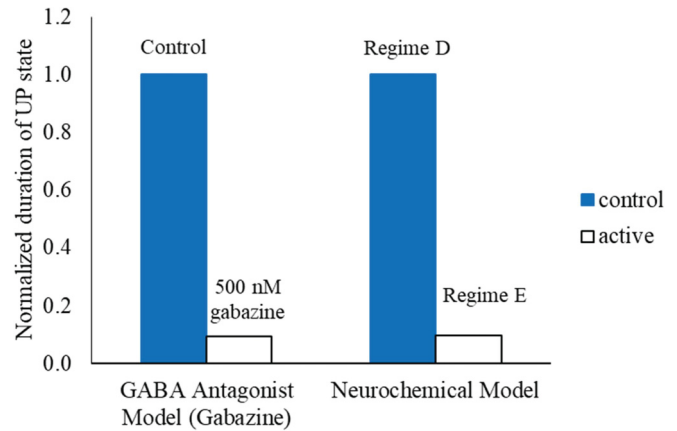 Normalized duration of UP state
1.2
1.0
0.8
0.6
0.4
0.2
0.0
Control
500 nM
gabazine
Regime D
Regime E
GABA Antagonist
Model (Gabazine)
Neurochemical Model
control
active